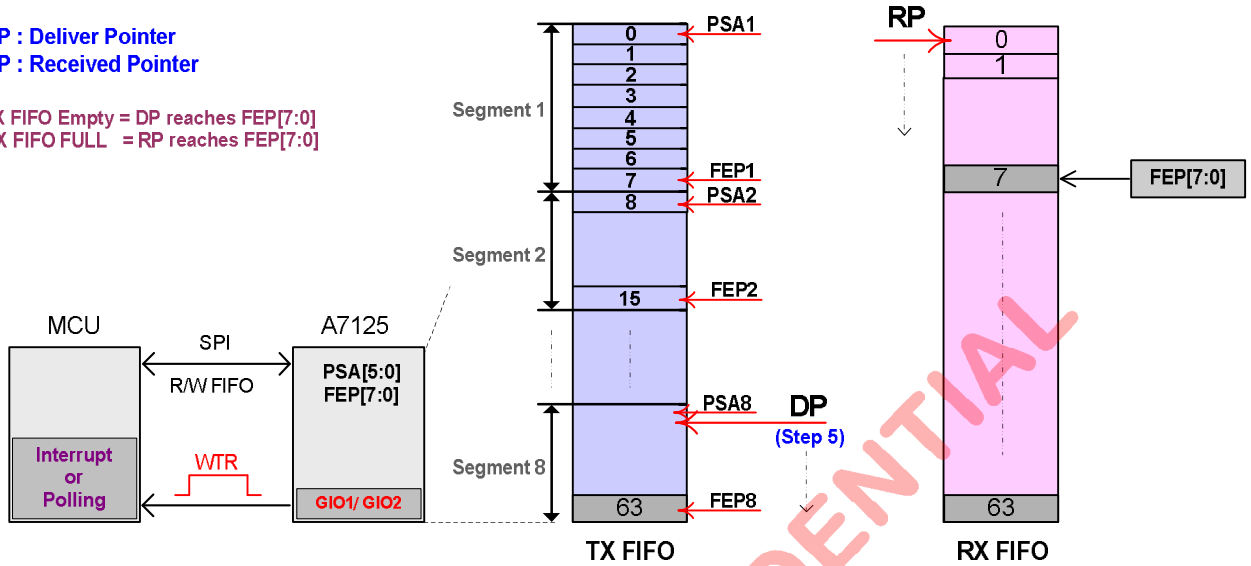 P : Deliver Pointer
P : Received Pointer
X FIFO Empty = DP reaches FEP[7:0]
X FIFO FULL = RP reaches FEP[7:0]
MCU
Interrupt
or
Polling
SPI
R/W FIFO
WTR
A7125
PSA[5:0]
FEP[7:0]
GIO1/ GIO2
Segment 1
Segment 2
Segment 8
0
1
2
3
4
5
6
7
8
15
63
TX FIFO
PSA1
FEP1
PSA2
FEP2
PSA8
DP
(Step 5)
FEP8
RP
0
1
7
63
RX FIFO
FEP[7:0]
DENTIAL